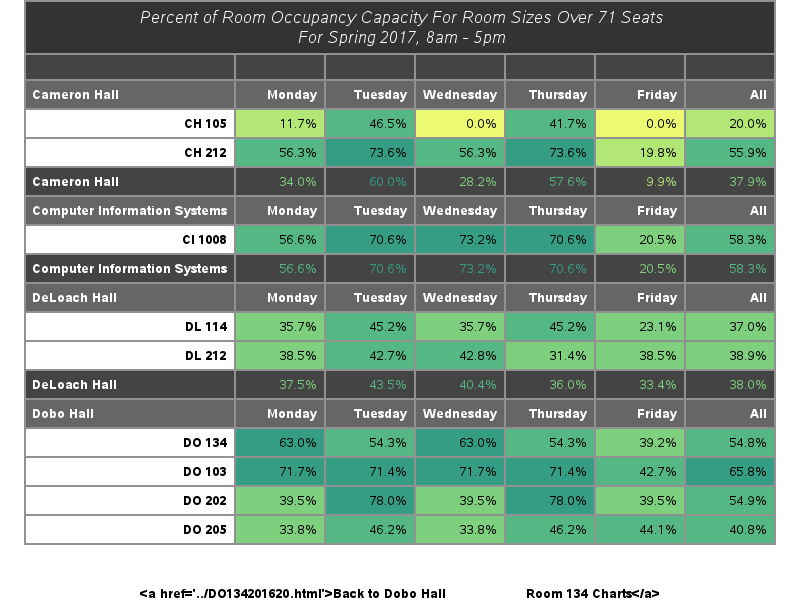 Percent of Room Occupancy Capacity For Room Sizes Over 71 Seats
For Spring 2017, 8am - 5pm
Cameron Hall Monday Tuesday Wednesday Thursday Friday All
CH 105 11.7% 46.5% 0.0% 41.7% 0.0% 20.0%
CH 212 56.3% 73.6% 56.3% 73.6% 19.8% 55.9%
Cameron Hall 34.0% 60.0% 28.2% 57.6% 9.9% 37.9%
Computer Information Systems Monday Tuesday Wednesday Thursday Friday All
CI 1008 56.6% 70.6% 73.2% 70.6% 20.5% 58.3%
Computer Information Systems 56.6% 70.6% 73.2% 70.6% 20.5% 58.3%
DeLoach Hall Monday Tuesday Wednesday Thursday Friday All
DL 114 35.7% 45.2% 35.7% 45.2% 23.1% 37.0%
DL 212 38.5% 42.7% 42.8% 31.4% 38.5% 38.9%
DeLoach Hall 37.5% 43.5% 40.4% 36.0% 33.4% 38.0%
Dobo Hall Monday Tuesday Wednesday Thursday Friday All
DO 134 63.0% 54.3% 63.0% 54.3% 39.2% 54.8%
DO 103 71.7% 71.4% 71.7% 71.4% 42.7% 65.8%
DO 202 39.5% 78.0% 39.5% 78.0% 39.5% 54.9%
DO 205 33.8% 46.2% 33.8% 46.2% 44.1% 40.8%
<a href='../DO134201620.html'>Back to Dobo Hall Room 134 Charts</a>